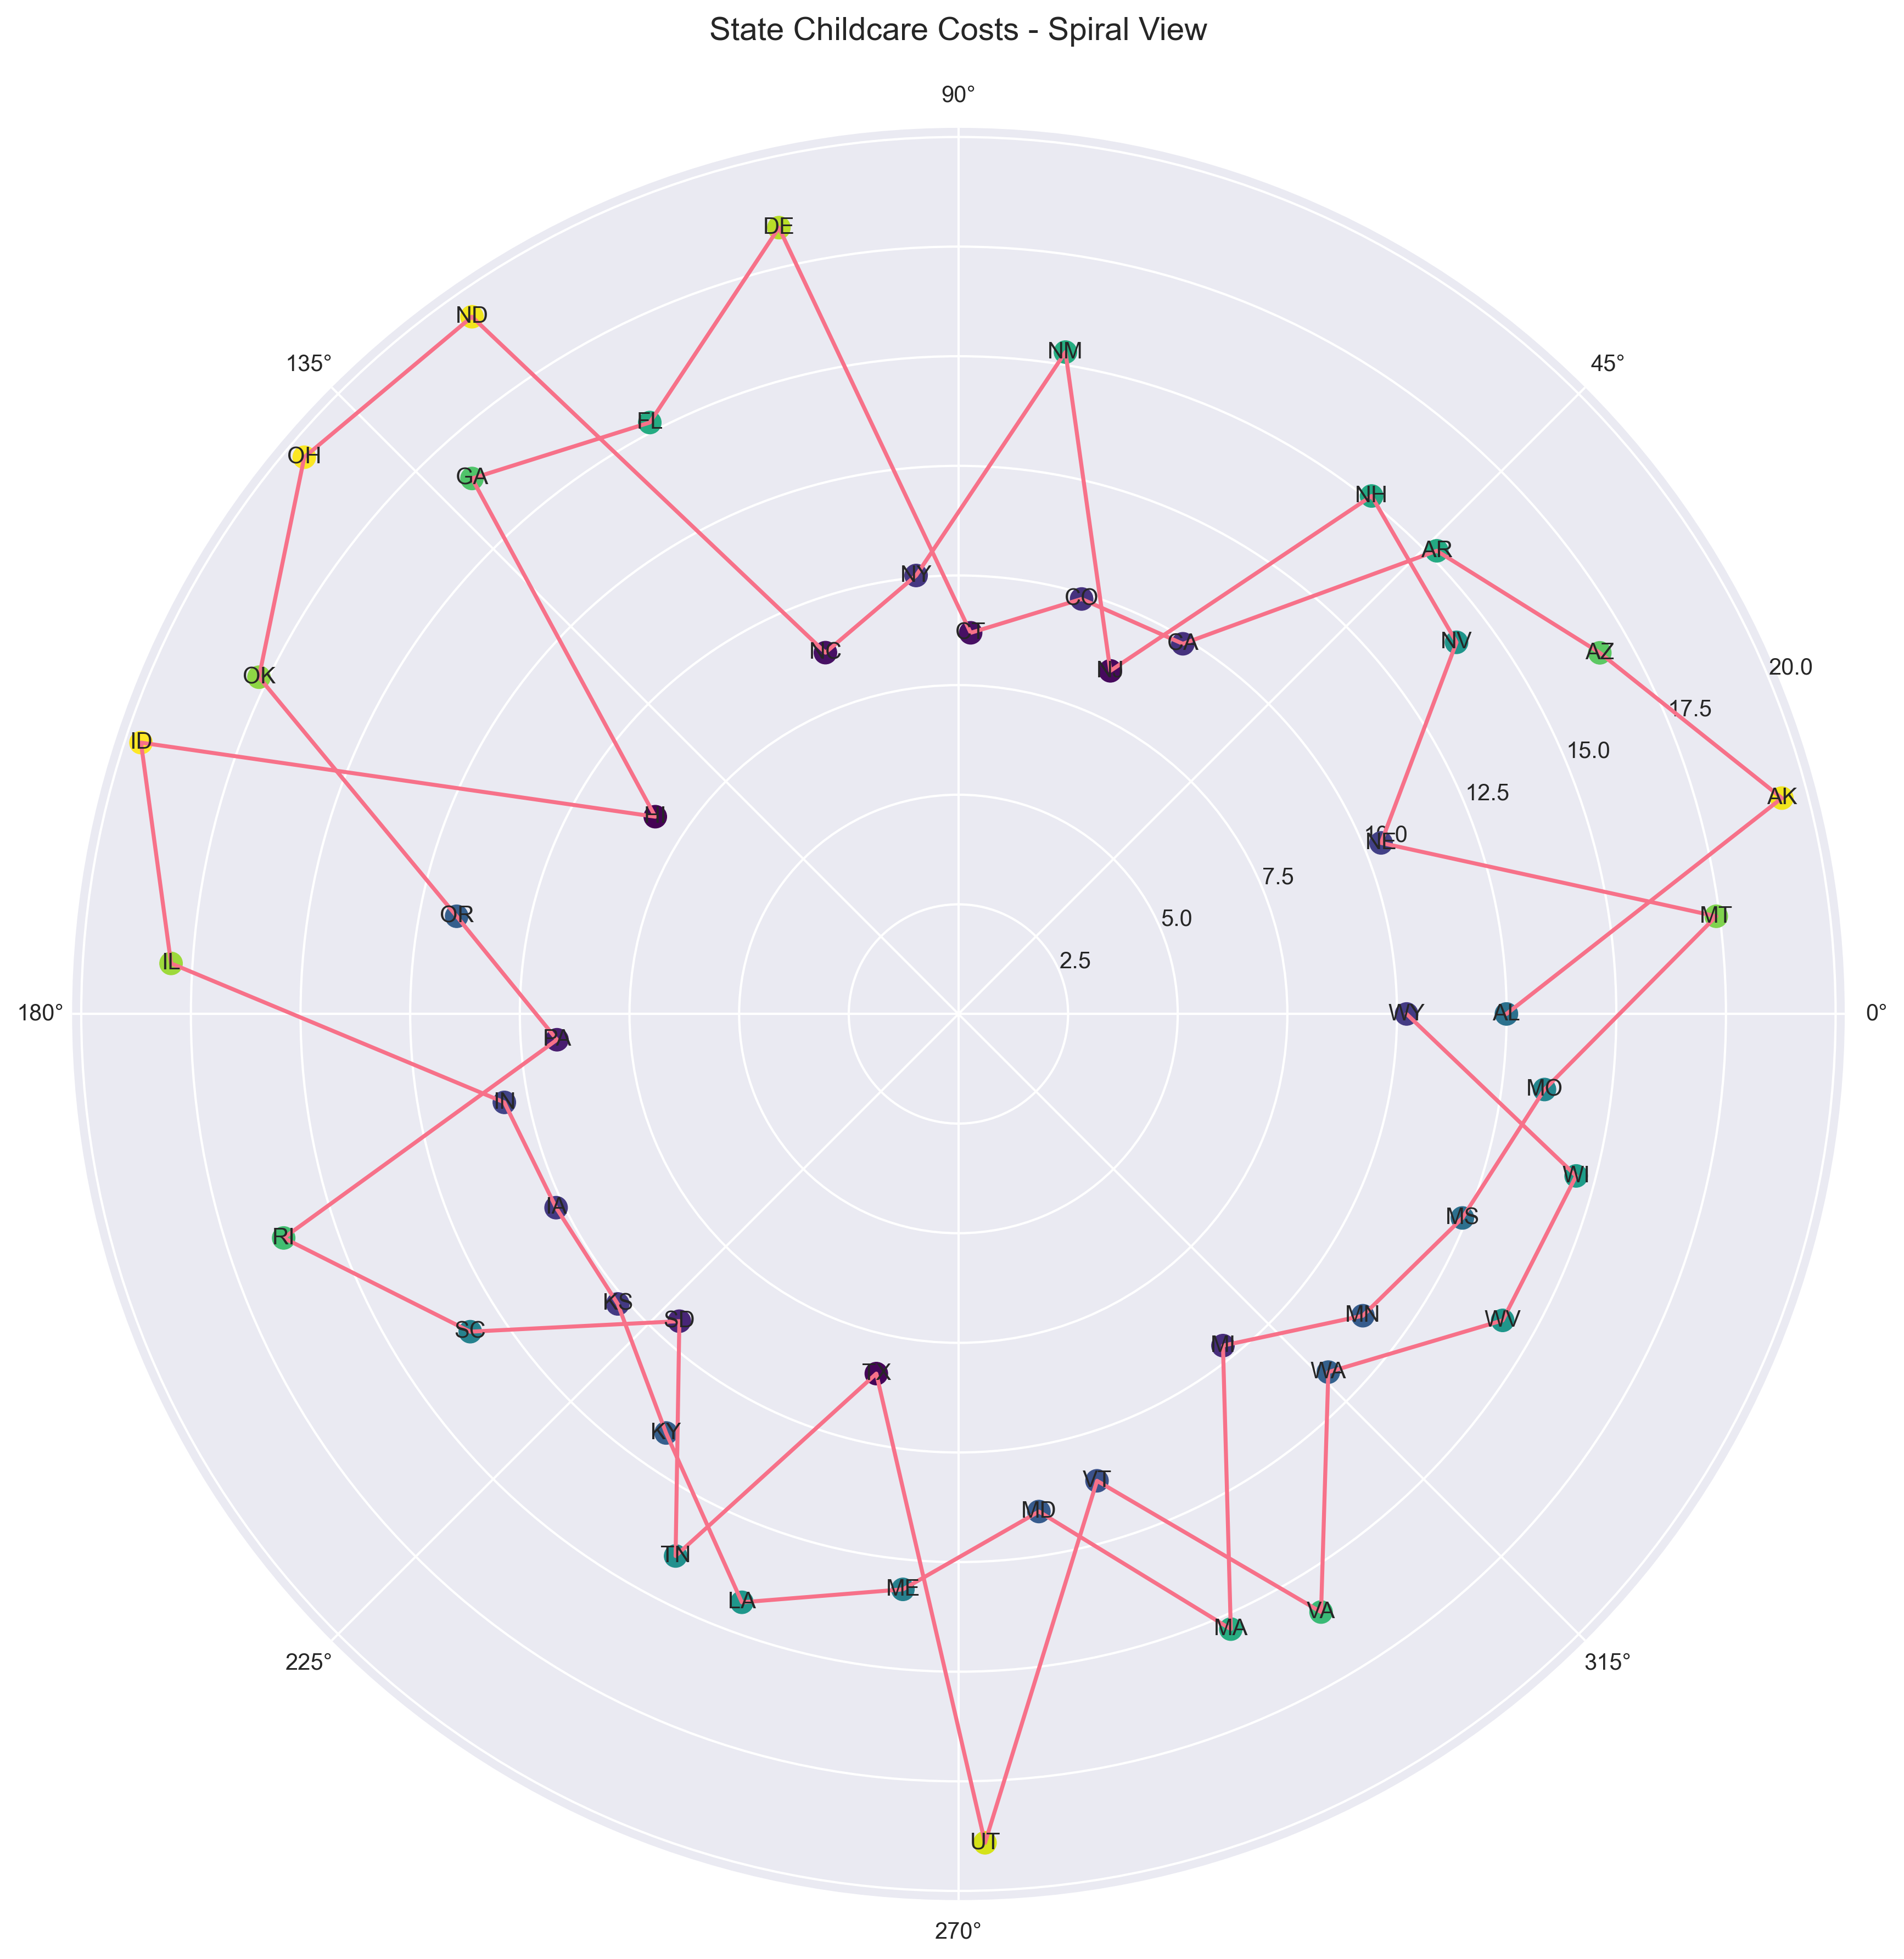 State Childcare Costs - Spiral View
90°
DE
ND
NM
135°
45°
FL
OH
GA
NH
AR
NY
CO
CT
NV
CA
NC
AZ
20.0
OK
17.5
ID
15.0
12.5
AK
10.0
NE
7.5
OR
5.0
MT
IL
2.5
180°
WY
AL
0°
PA
MO
IN
WI
IA
MS
RI
KS
SD
MN
WV
SC
MI
WA
TX
KY
VT
MD
TN
ME
LA
VA
MA
225°
315°
UT
270°